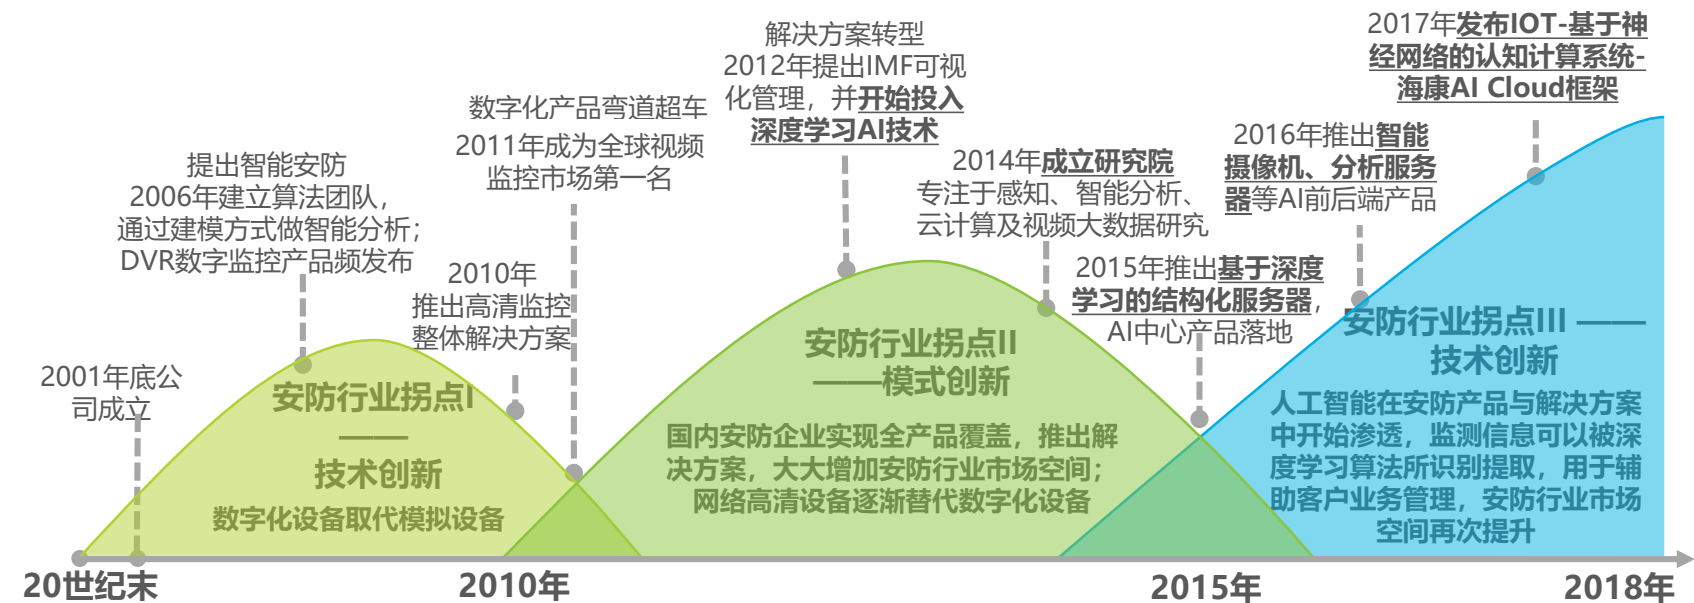 2001年底公
司成立
提出智能安防
2006年建立算法团队，
通过建模方式做智能分析；
DVR数字监控产品频发布
2010年
推出高清监控
整体解决方案
数字化产品弯道超车
2011年成为全球视频
监控市场第一名
解决方案转型
2012年提出IMF可视
化管理，并开始投入
深度学习AI技术
2014年成立研究院
专注于感知、智能分析、
云计算及视频大数据研究
2015年推出基于深度
学习的结构化服务器，
AI中心产品落地
2016年推出智能
摄像机、分析服务
器等AI前后端产品
2017年发布IOT-基于神
经网络的认知计算系统-
海康AI Cloud框架
安防行业拐点I
——
技术创新
数字化设备取代模拟设备
安防行业拐点II
——模式创新
国内安防企业实现全产品覆盖，推出解
决方案，大大增加安防行业市场空间；
网络高清设备逐渐替代数字化设备
安防行业拐点III ——
技术创新
人工智能在安防产品与解决方案
中开始渗透，监测信息可以被深
度学习算法所识别提取，用于辅
助客户业务管理，安防行业市场
空间再次提升
20世纪末
2010年
2015年
2018年